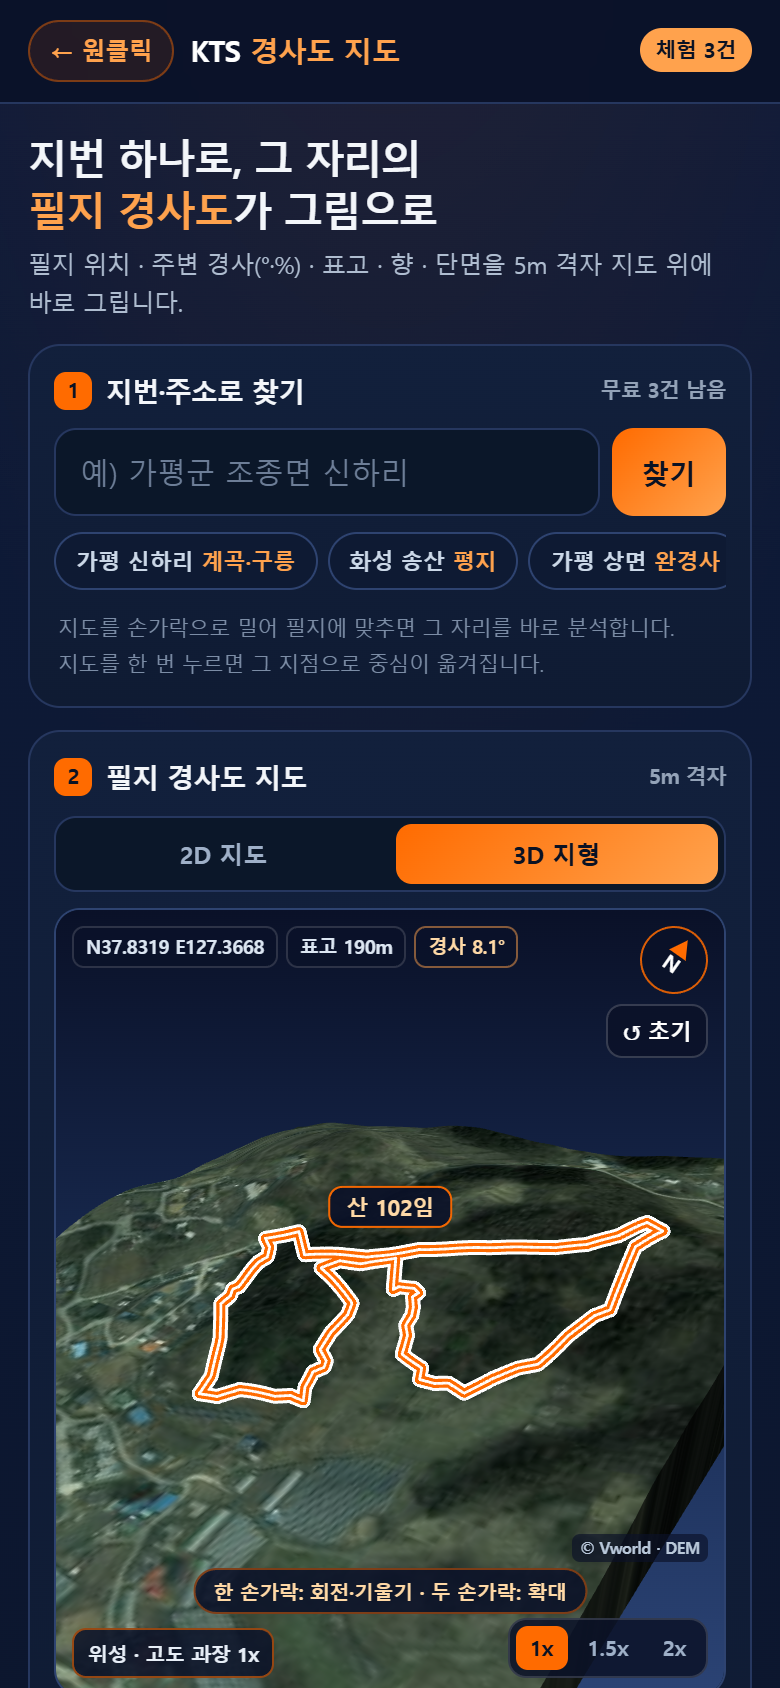 ← 원클릭
KTS 경사도 지도
체험 3건
지번 하나로, 그 자리의
필지 경사도가 그림으로
필지 위치 · 주변 경사(°·%) · 표고 · 향 · 단면을 5m 격자 지도 위에
바로 그립니다.
1 지번·주소로 찾기
무료 3건 남음
예) 가평군 조종면 신하리
찾기
가평 신하리 계곡·구릉
화성 송산 평지
가평 상면 완경사
지도를 손가락으로 밀어 필지에 맞추면 그 자리를 바로 분석합니다.
지도를 한 번 누르면 그 지점으로 중심이 옮겨집니다.
2 필지 경사도 지도
5m 격자
2D 지도
3D 지형
N37.8319 E127.3668
표고 190m
경사 8.1°
N
↺ 초기
산 102임
© Vworld · DEM
한 손가락: 회전·기울기 · 두 손가락: 확대
위성 · 고도 과장 1x
1x
1.5x
2x